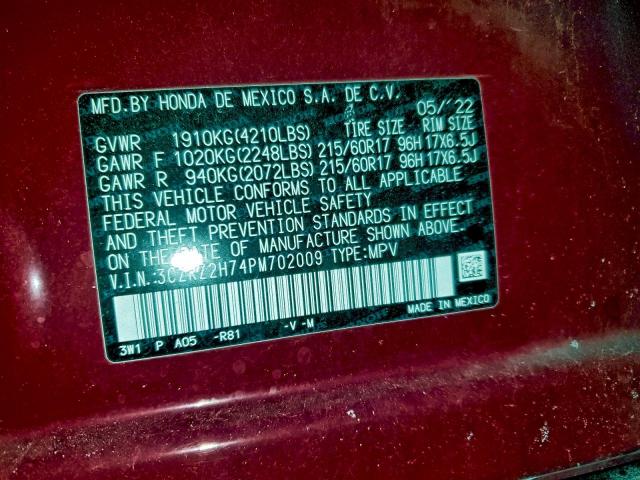 MFD.BY HONDA DE MEXICO S.A. DE C.V.
05/'22
GVWR 1910KG(4210LBS) TIRE SIZE RIM SIZE
GAWR F 1020KG(2248LBS) 215/60R17 96H 17X6.5J
GAWR R 940KG(2072LBS) 215/60R17 96H 17X6.5J
THIS VEHICLE CONFORMS TO ALL APPLICABLE
FEDERAL MOTOR VEHICLE SAFETY
AND THEFT PREVENTION STANDARDS IN EFFECT
ON THE DATE OF MANUFACTURE SHOWN ABOVE.
V.I.N.: TYPE:MPV
MADE IN MEXICO
3W1 P A05 -R81 -V -M